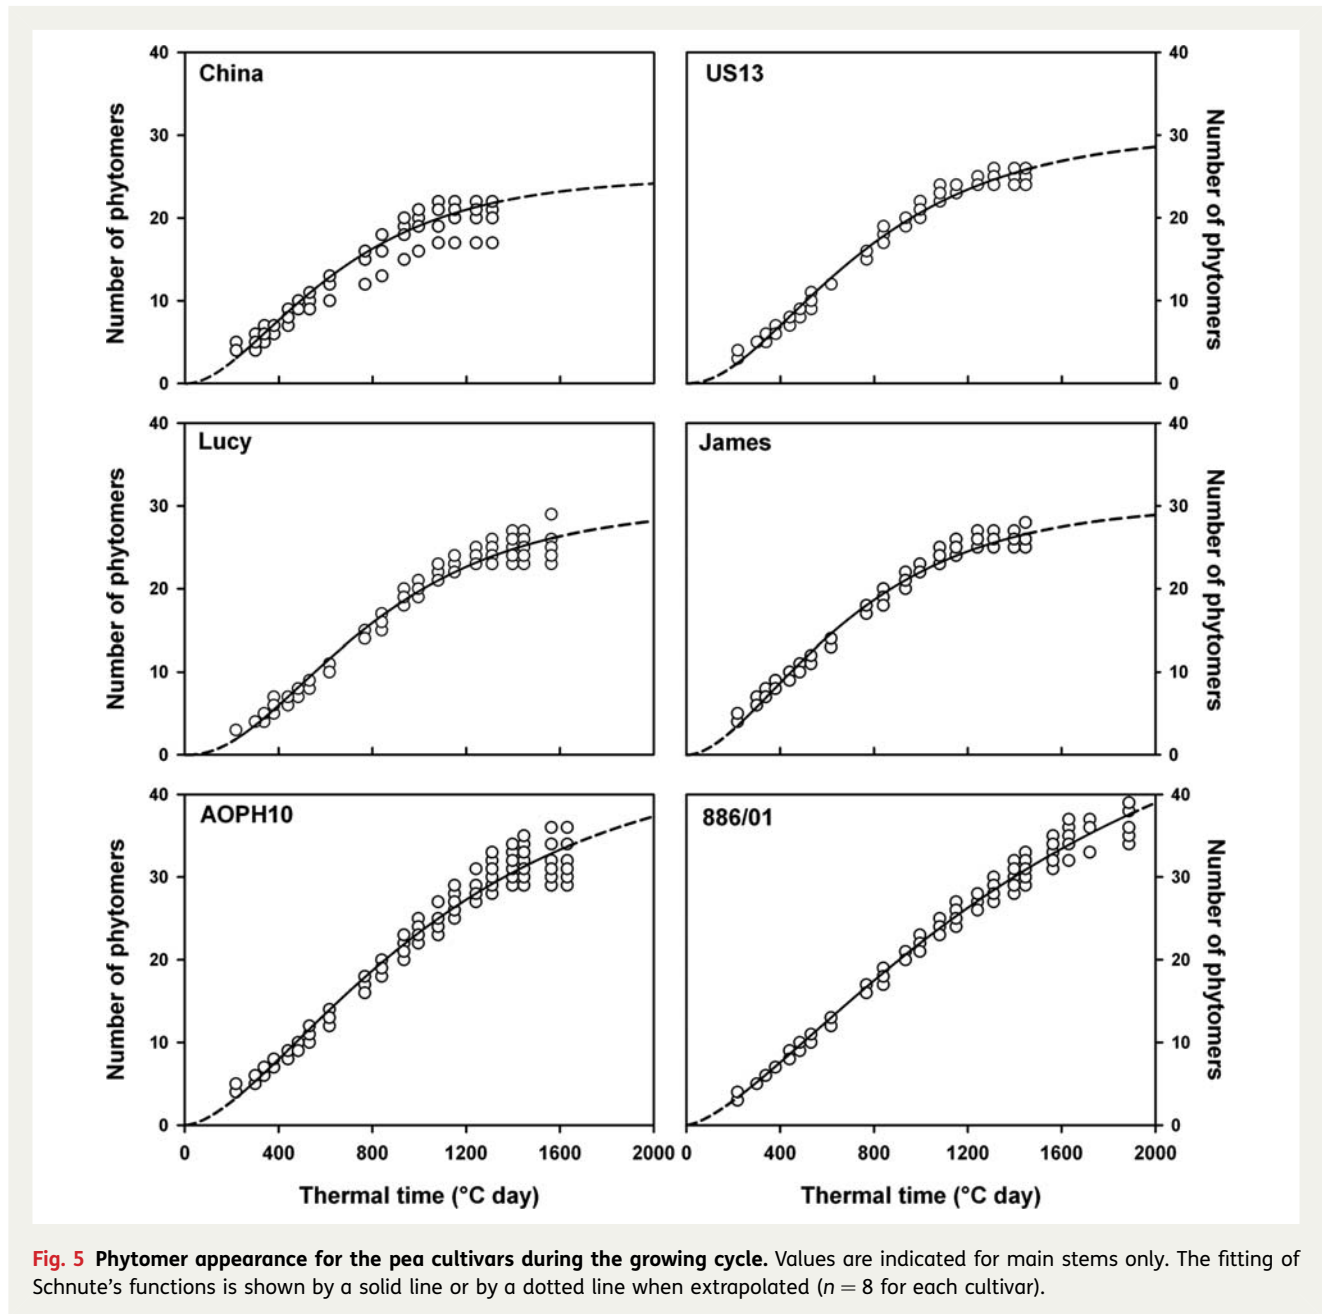 China
US13
40
30
20
10
0
Number of phytomers
40
30
20
10
0
Number of phytomers
Lucy
James
40
30
20
10
0
Number of phytomers
40
30
20
10
0
Number of phytomers
AOPH10
886/01
40
30
20
10
0
Number of phytomers
40
30
20
10
0
Number of phytomers
0 400 800 1200 1600 2000
0 400 800 1200 1600 2000
Thermal time (°C day)
Thermal time (°C day)
Fig. 5 Phytomer appearance for the pea cultivars during the growing cycle. Values are indicated for main stems only. The fitting of
Schnute's functions is shown by a solid line or by a dotted line when extrapolated (n = 8 for each cultivar).